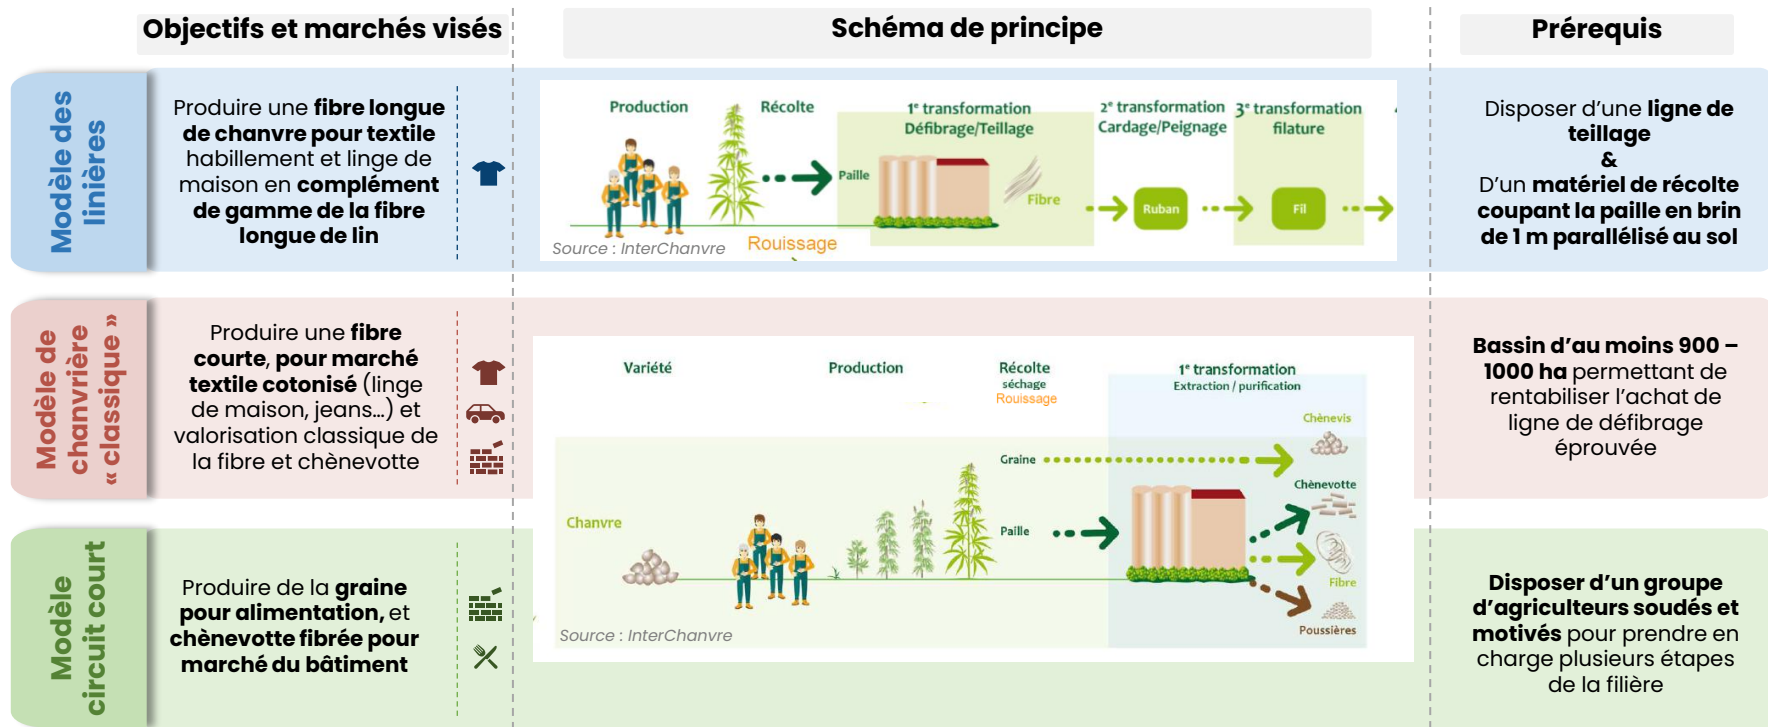 Objectifs et marchés visés
Schéma de principe
Prérequis
Modèle des
linières
Produire une fibre longue
de chanvre pour textile
habillement et linge de
maison en complément
de gamme de la fibre
longue de lin
Production
Récolte
1e transformation
Défibrage/Teillage
2e transformation
Cardage/Peignage
3e transformation
filature
Paille
Fibre
Ruban
Fil
Source : InterChanvre
Rouissage
Disposer d’une ligne de
teillage
&
D’un matériel de récolte
coupant la paille en brin
de 1 m parallélisé au sol
Modèle de
chanvrière
« classique »
Produire une fibre
courte, pour marché
textile cotonisé (linge
de maison, jeans…) et
valorisation classique de
la fibre et chènevotte
Variété
Production
Récolte
séchage
Rouissage
1e transformation
Extraction / purification
Chènevis
Graine
Chènevotte
Chanvre
Paille
Fibre
Poussières
Source : InterChanvre
Bassin d’au moins 900 –
1000 ha permettant de
rentabiliser l’achat de
ligne de défibrage
éprouvée
Modèle
circuit court
Produire de la graine
pour alimentation, et
chènevotte fibrée pour
marché du bâtiment
Disposer d’un groupe
d’agriculteurs soudés et
motivés pour prendre en
charge plusieurs étapes
de la filière